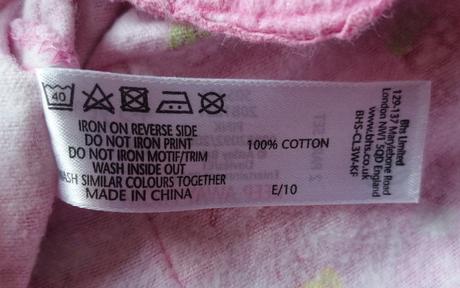 40
IRON ON REVERSE SIDE
DO NOT IRON PRINT
DO NOT IRON MOTIF/TRIM
WASH INSIDE OUT
WASH SIMILAR COLOURS TOGETHER
MADE IN CHINA
100% COTTON
E/10
Bhs Limited
129-137 Marylebone Road
London NW1 5QD England
www.bhs.co.uk
BHS-CL3W-KF